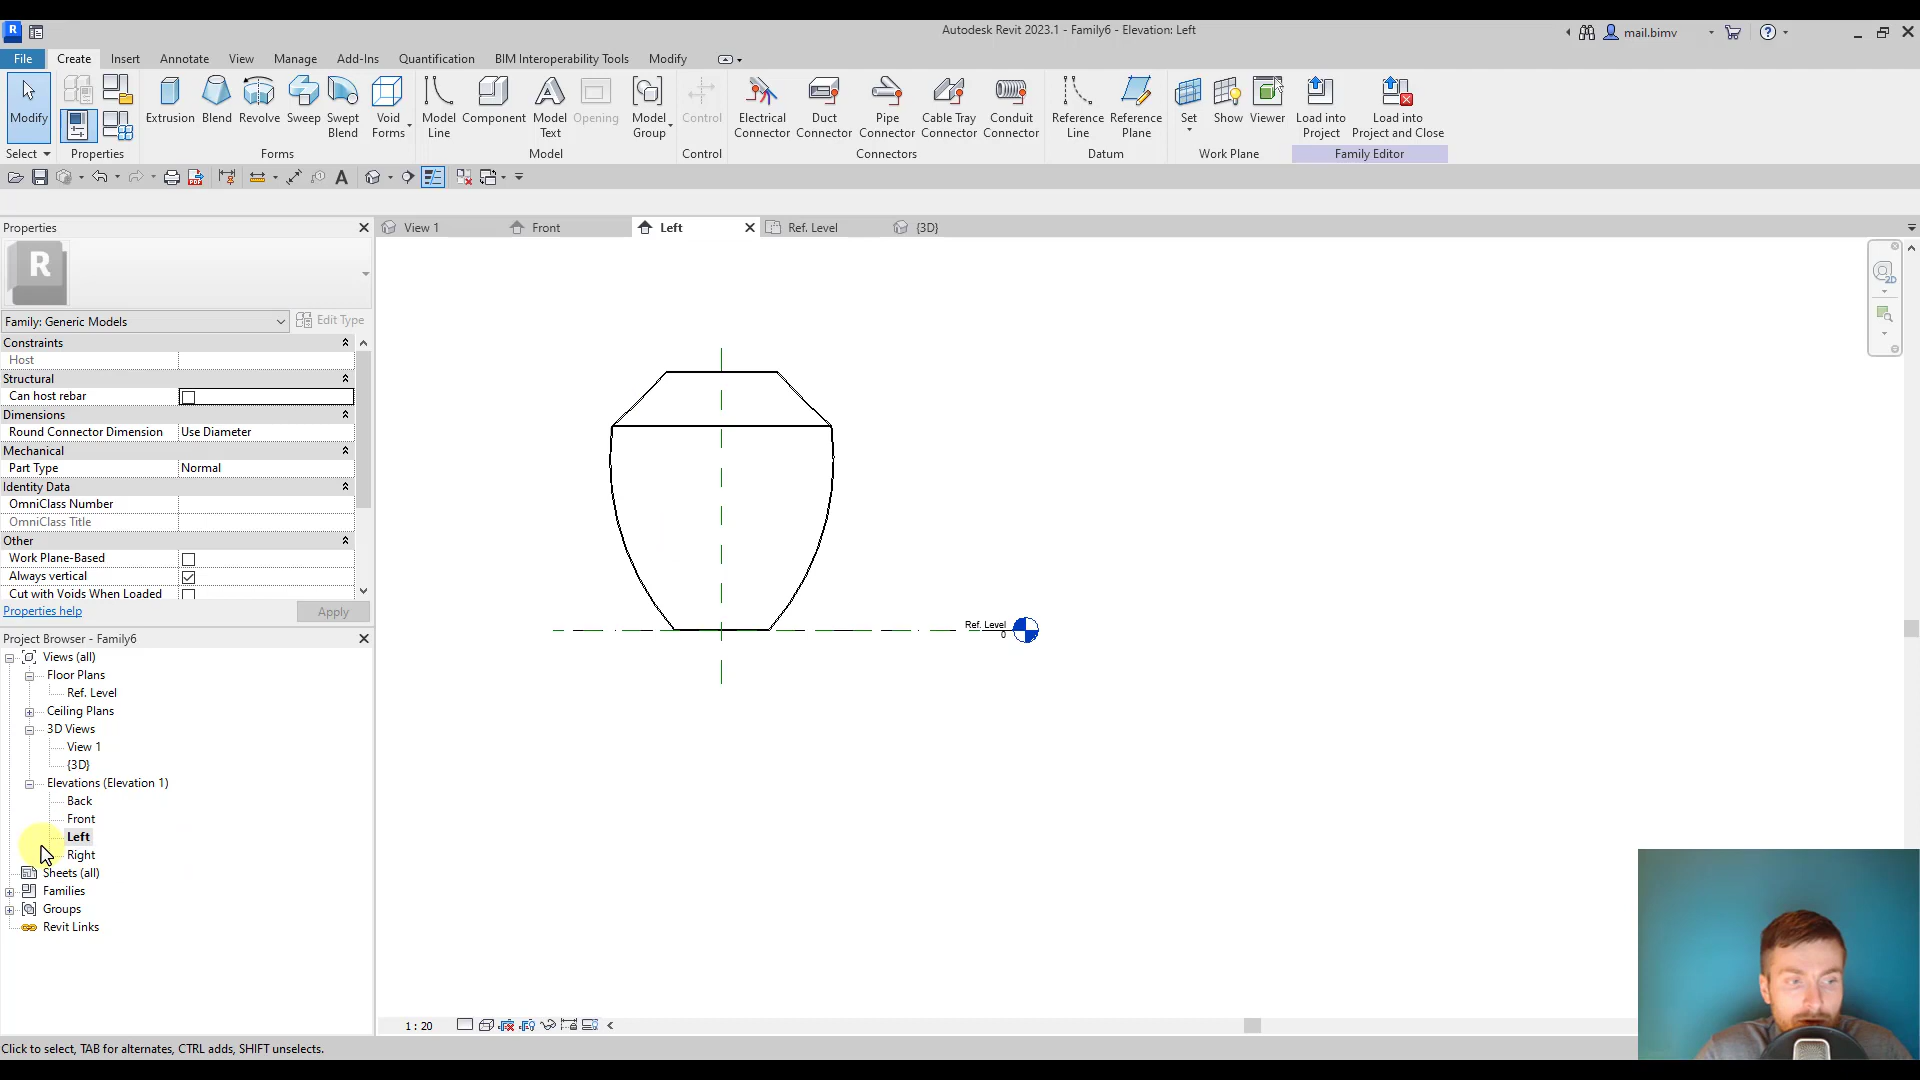 R
Autodesk Revit 2023.1 - Family6 - Elevation: Left
mail.bimv
File Create Insert Annotate View Manage Add-Ins Quantification BIM Interoperability Tools Modify
Modify
Extrusion
Blend
Revolve
Sweep
Swept
Blend
Void
Forms
Model
Line
Component
Model
Text
Opening
Model
Group
Control
Electrical
Connector
Duct
Connector
Pipe
Connector
Cable Tray
Connector
Conduit
Connector
Reference
Line
Reference
Plane
Set
Show
Viewer
Load into
Project
Load into
Project and Close
Select Properties Forms Model Control Connectors Datum Work Plane Family Editor
Properties
View 1 Front Left Ref. Level {3D}
R
Family: Generic Models Edit Type
Constraints
Host
Structural
Can host rebar
Dimensions
Round Connector Dimension Use Diameter
Mechanical
Part Type Normal
Identity Data
OmniClass Number
OmniClass Title
Other
Work Plane-Based
Always vertical
Cut with Voids When Loaded
Properties help Apply
Ref. Level
0
2D
Project Browser - Family6
Views (all)
Floor Plans
Ref. Level
Ceiling Plans
3D Views
View 1
{3D}
Elevations (Elevation 1)
Back
Front
Left
Right
Sheets (all)
Families
Groups
Revit Links
1 : 20
Click to select, TAB for alternates, CTRL adds, SHIFT unselects.